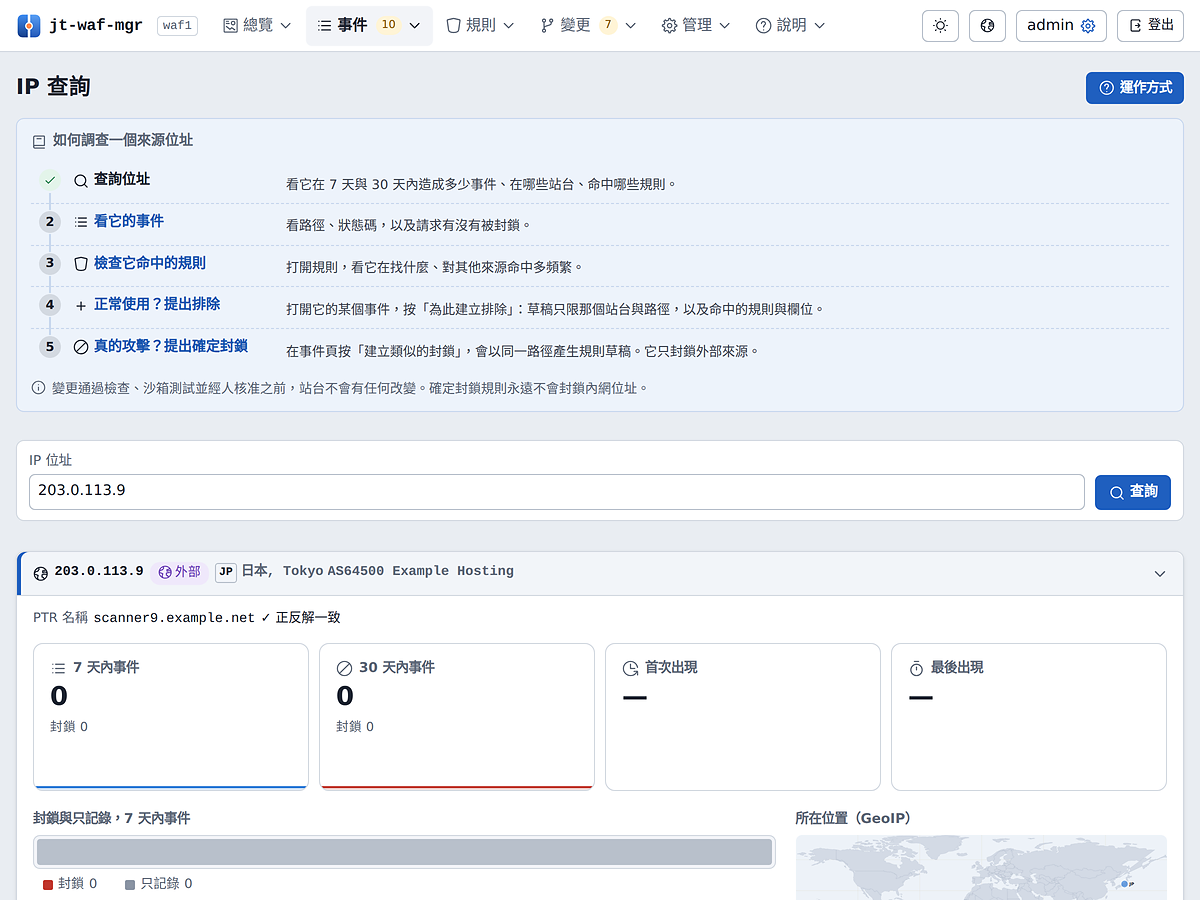 jt-waf-mgr waf1 總覽 事件 10 規則 變更 7 管理 說明 admin 登出
IP 查詢
運作方式
如何調查一個來源位址
查詢位址
看它在 7 天與 30 天內造成多少事件、在哪些站台、命中哪些規則。
2 看它的事件
看路徑、狀態碼，以及請求有沒有被封鎖。
3 檢查它命中的規則
打開規則，看它在找什麼、對其他來源命中多頻繁。
4 正常使用？提出排除
打開它的某個事件，按「為此建立排除」：草稿只限那個站台與路徑，以及命中的規則與欄位。
5 真的攻擊？提出確定封鎖
在事件頁按「建立類似的封鎖」，會以同一路徑產生規則草稿。它只封鎖外部來源。
變更通過檢查、沙箱測試並經人核准之前，站台不會有任何改變。確定封鎖規則永遠不會封鎖內網位址。
IP 位址
203.0.113.9
查詢
203.0.113.9 外部 JP 日本, Tokyo AS64500 Example Hosting
PTR 名稱 scanner9.example.net ✓ 正反解一致
7 天內事件
0
封鎖 0
30 天內事件
0
封鎖 0
首次出現
—
最後出現
—
封鎖與只記錄，7 天內事件
封鎖 0 只記錄 0
所在位置（GeoIP）
JP